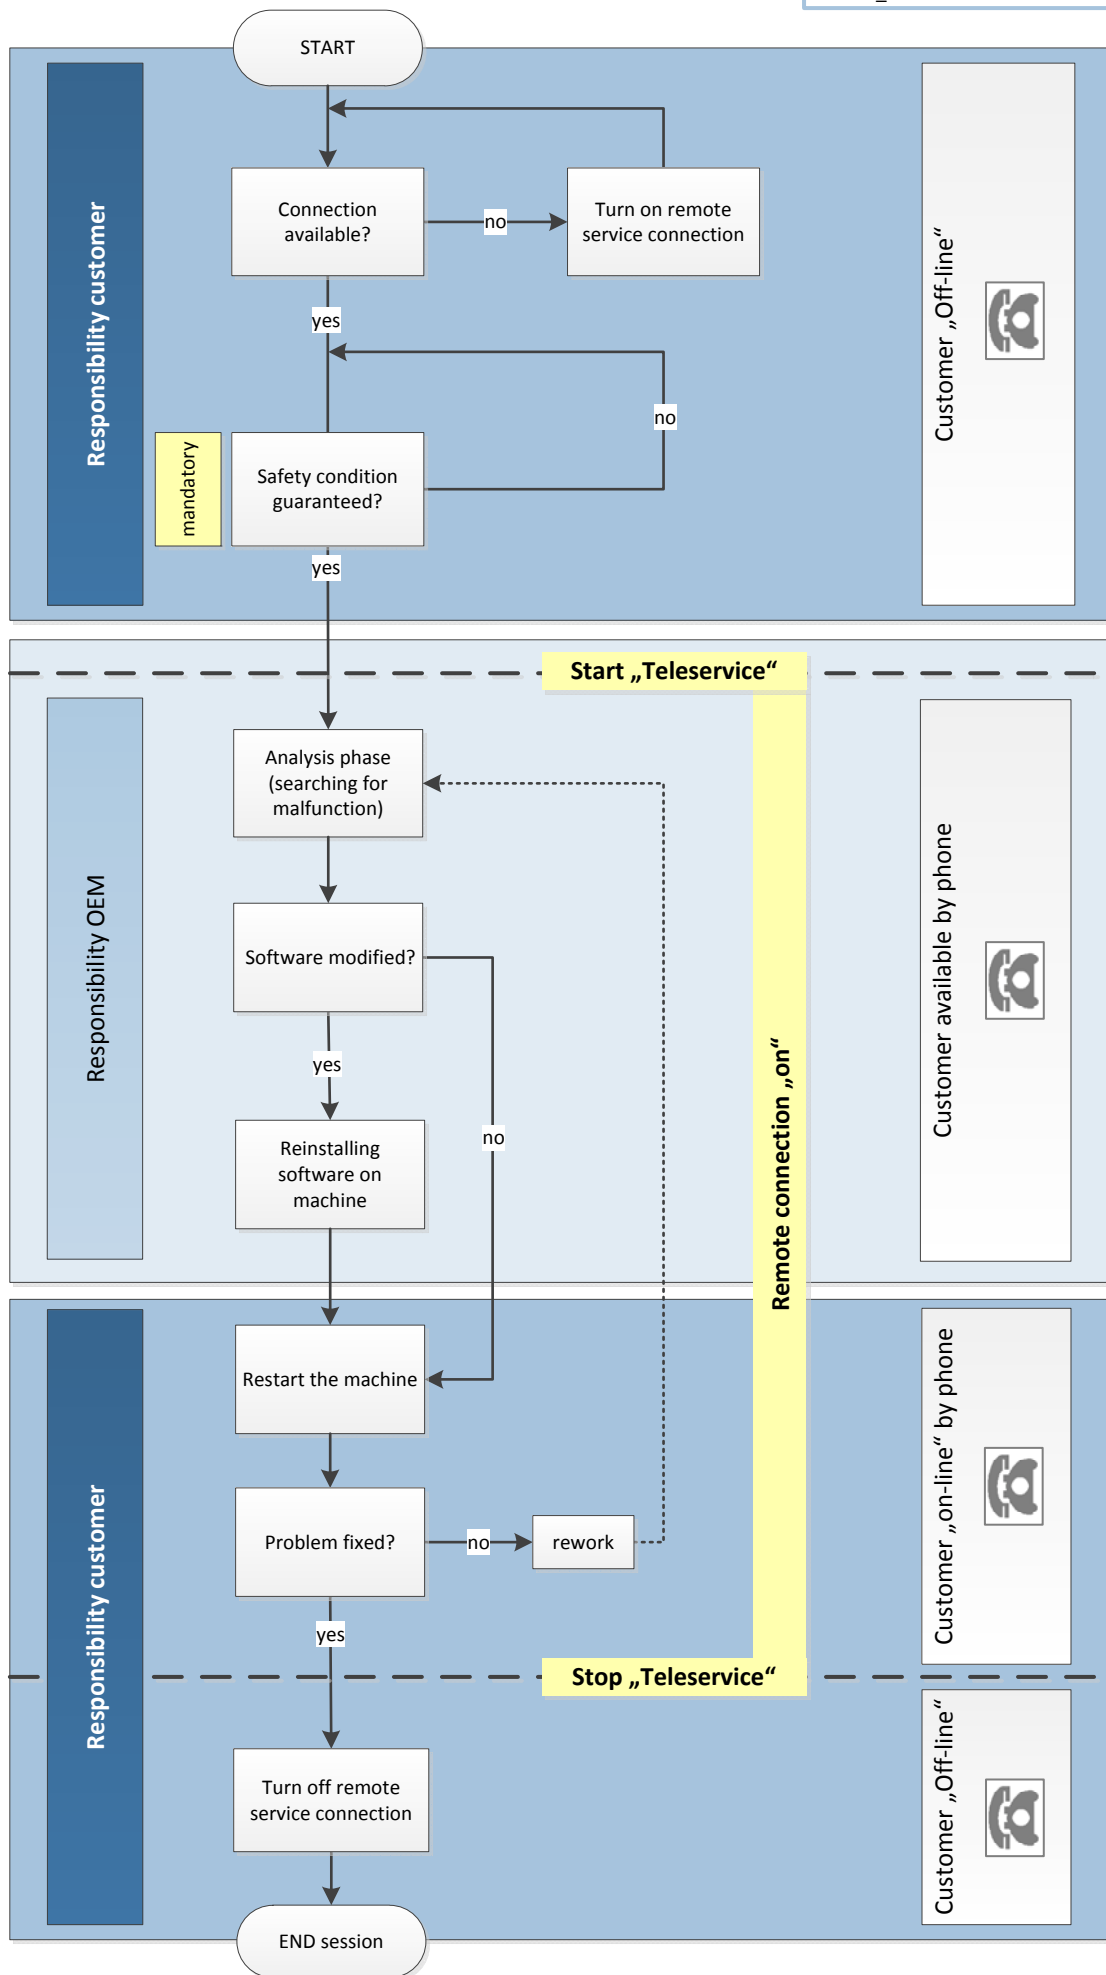 START
Responsibility customer
Connection
available?
no
Turn on remote
service connection
Customer „Off-line“
yes
no
mandatory
Safety condition
guaranteed?
yes
Start „Teleservice“
Responsibility OEM
Analysis phase
(searching for
malfunction)
Customer available by phone
Software modified?
Remote connection „on“
yes
no
Reinstalling
software on
machine
Responsibility customer
Restart the machine
Customer „on-line“ by phone
Problem fixed?
no
rework
yes
Stop „Teleservice“
Turn off remote
service connection
Customer „Off-line“
END session